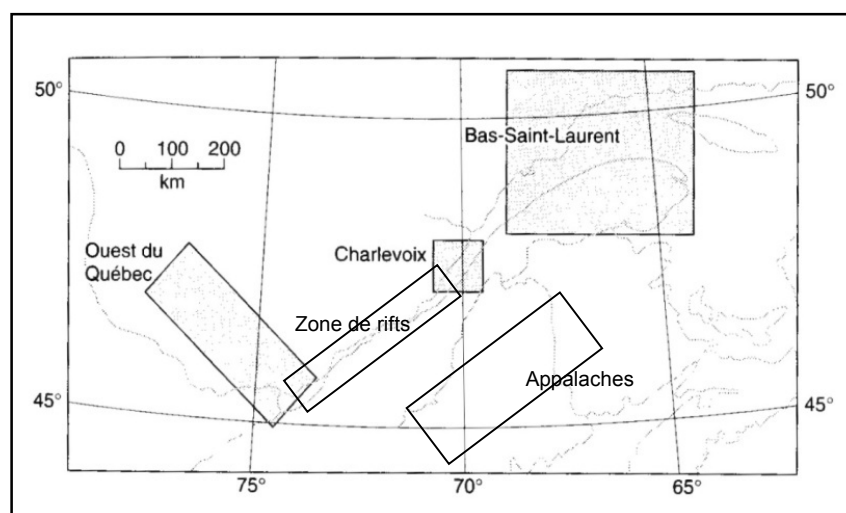 50°
50°
Bas-Saint-Laurent
0 100 200
km
Ouest du
Québec
Charlevoix
Zone de rifts
Appalaches
45°
45°
75°
70°
65°